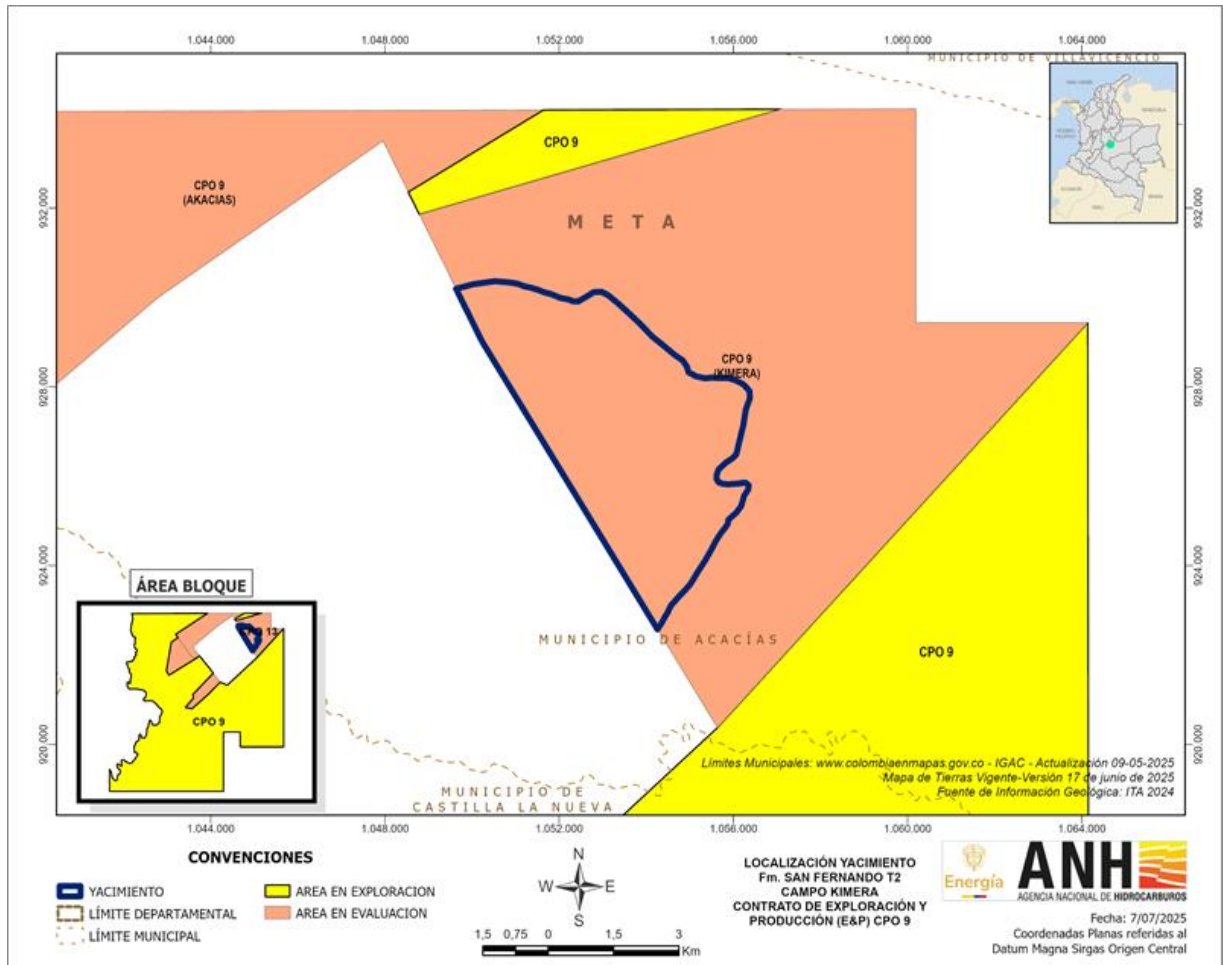 1.044.000
1.048.000
1.052.000
1.056.000
1.060.000
1.064.000
MUNICIPIO DE VILLAVICENCIO
VENEZUELA
ECUADOR
PERU
BRASIL
932.000
932.000
CPO 9
CPO 9
(AKACIAS)
META
CPO 9
(KIMERA)
928.000
928.000
924.000
924.000
ÁREA BLOQUE
CPO 13
CPO 9
MUNICIPIO DE ACACÍAS
CPO 9
920.000
920.000
MUNICIPIO DE
CASTILLA LA NUEVA
Límites Municipales: www.colombiaenmapas.gov.co - IGAC - Actualización 09-05-2025
Mapa de Tierras Vigente-Versión 17 de junio de 2025
Fuente de Información Geológica: ITA 2024
1.044.000
1.048.000
1.052.000
1.056.000
1.060.000
1.064.000
CONVENCIONES
YACIMIENTO
LÍMITE DEPARTAMENTAL
LÍMITE MUNICIPAL
AREA EN EXPLORACION
AREA EN EVALUACION
N
W E
S
1,5 0,75 0 1,5 3
Km
LOCALIZACIÓN YACIMIENTO
Fm. SAN FERNANDO T2
CAMPO KIMERA
CONTRATO DE EXPLORACIÓN Y
PRODUCCIÓN (E&P) CPO 9
Energía
ANH
AGENCIA NACIONAL DE HIDROCARBUROS
Fecha: 7/07/2025
Coordenadas Planas referidas al
Datum Magna Sirgas Origen Central